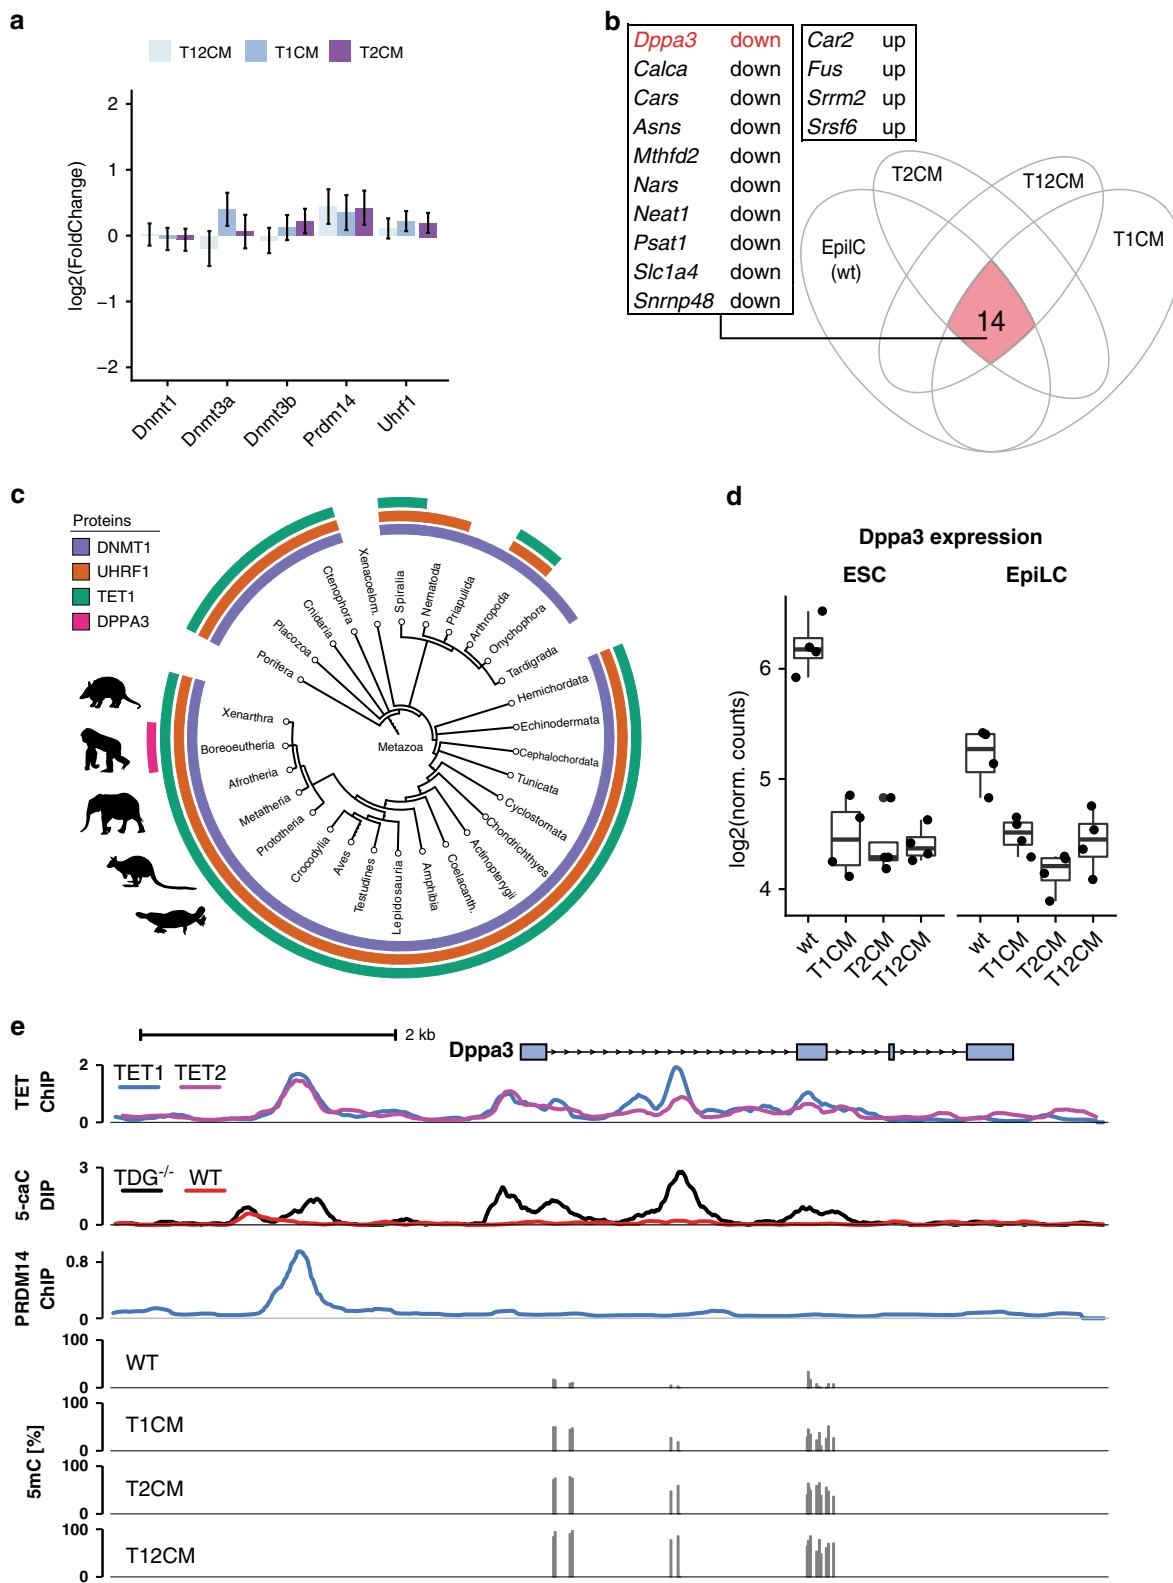 a
T12CM T1CM T2CM
log2(FoldChange)
2
1
0
−1
−2
Dnmt1 Dnmt3a Dnmt3b Prdm14 Uhrf1
b
Dppa3 down
Calca down
Cars down
Asns down
Mthfd2 down
Nars down
Neat1 down
Psat1 down
Slc1a4 down
Snrnp48 down
Car2 up
Fus up
Srrm2 up
Srsf6 up
T2CM
T12CM
T1CM
EpilC
(wt)
14
c
Proteins
DNMT1
UHRF1
TET1
DPPA3
Metazoa
Porifera
Placozoa
Cnidaria
Ctenophora
Xenacoelom.
Spiralia
Nematoda
Priapulida
Arthropoda
Onychophora
Tardigrada
Hemichordata
Echinodermata
Cephalochordata
Tunicata
Cyclostomata
Chondrichthyes
Actinopterygii
Coelacanth.
Amphibia
Lepidosauria
Testudines
Aves
Crocodylia
Prototheria
Metatheria
Afrotheria
Boreoeutheria
Xenarthra
d
Dppa3 expression
ESC EpiLC
log2(norm. counts)
6
5
4
wt T1CM T2CM T12CM wt T1CM T2CM T12CM
e
2 kb
Dppa3
TET
ChIP
2
0
TET1 TET2
5-caC
DIP
3
0
TDG-/- WT
PRDM14
ChIP
0.8
0
5mC [%]
100
0
WT
100
0
T1CM
100
0
T2CM
100
0
T12CM